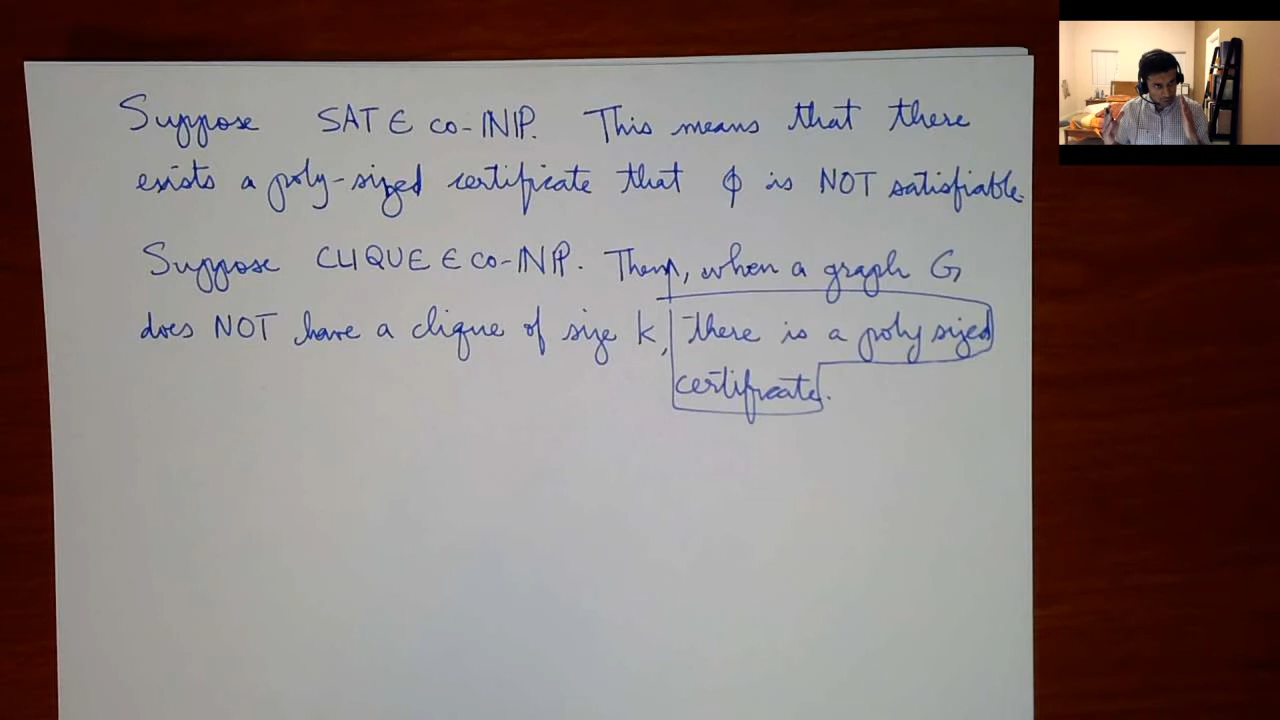 Suppose SAT ∈ co-NP. This means that there
exists a poly-sized certificate that ϕ is NOT satisfiable.
Suppose CLIQUE ∈ co-NP. Then, when a graph G
does NOT have a clique of size k, there is a poly sized
certificate.